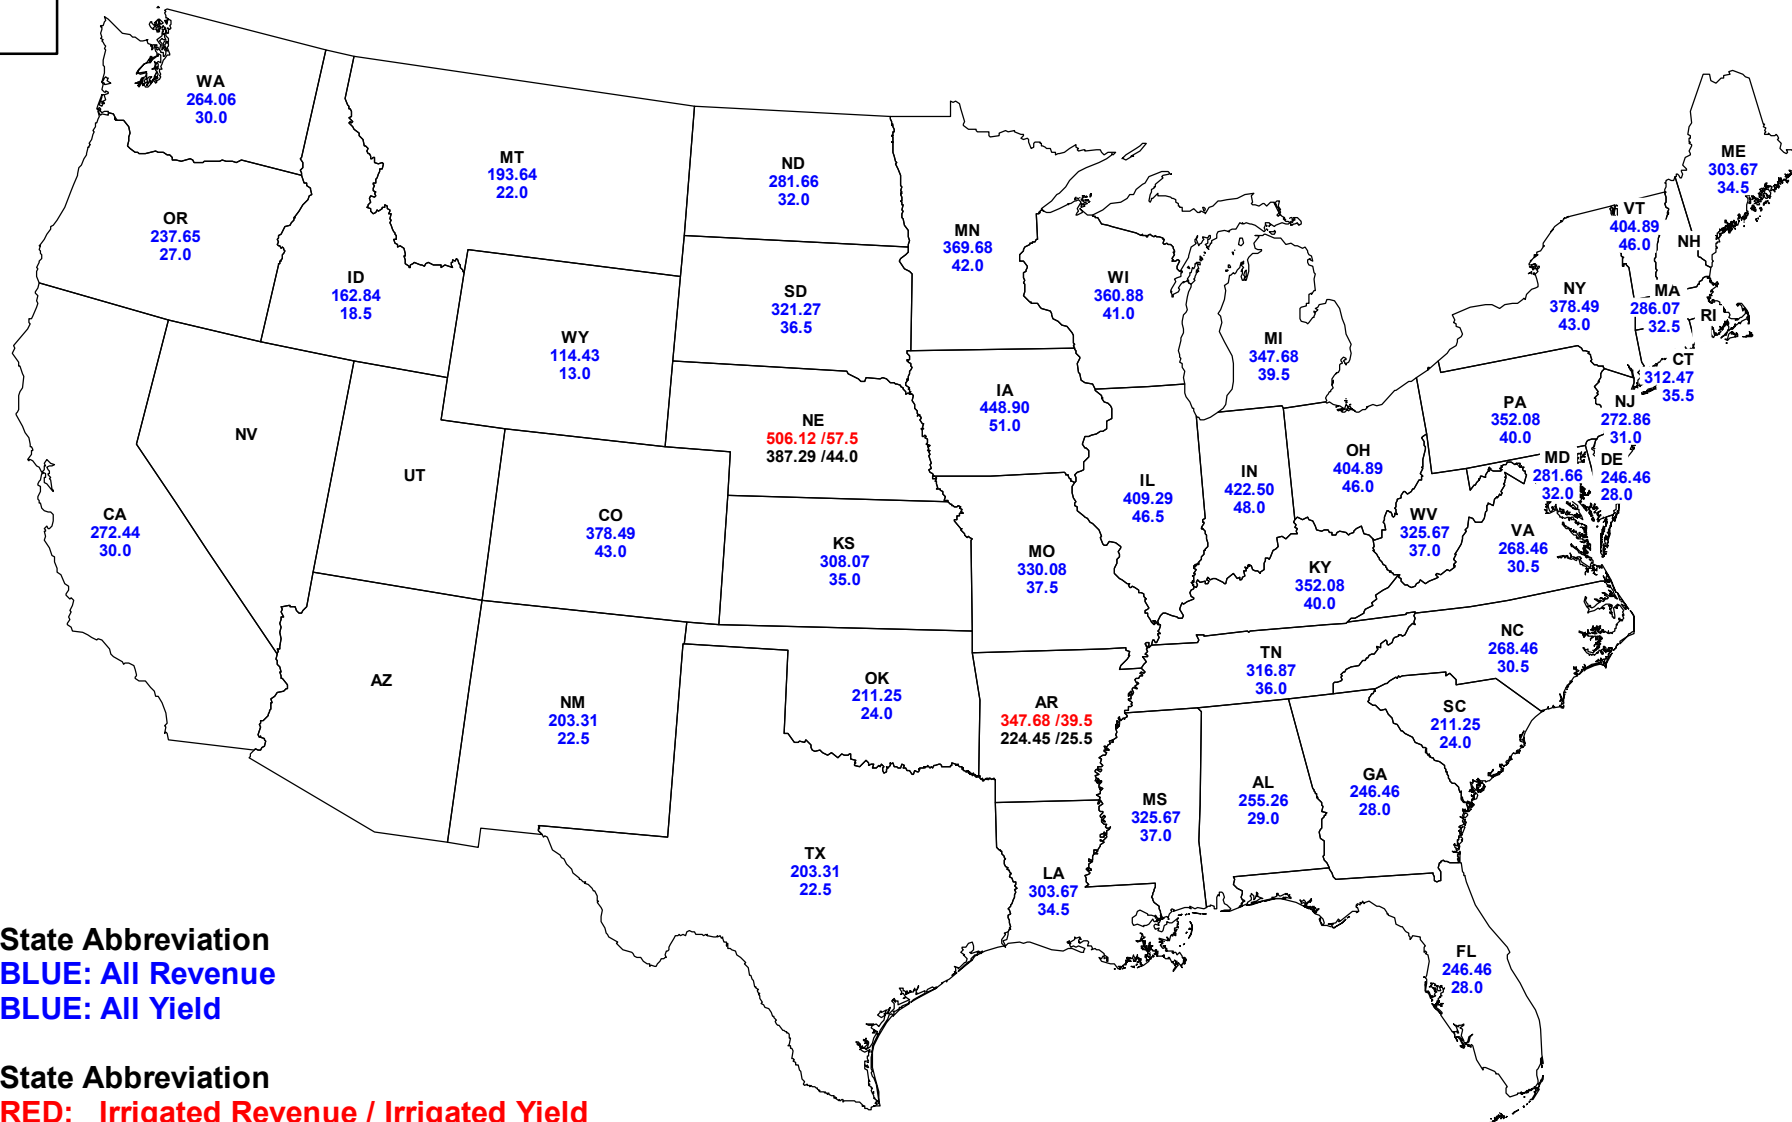 WA
264.06
30.0
OR
237.65
27.0
ID
162.84
18.5
MT
193.64
22.0
WY
114.43
13.0
NV
UT
CA
272.44
30.0
AZ
CO
378.49
43.0
NM
203.31
22.5
ND
281.66
32.0
SD
321.27
36.5
NE
506.12 /57.5
387.29 /44.0
KS
308.07
35.0
OK
211.25
24.0
TX
203.31
22.5
MN
369.68
42.0
IA
448.90
51.0
MO
330.08
37.5
AR
347.68 /39.5
224.45 /25.5
LA
303.67
34.5
WI
360.88
41.0
IL
409.29
46.5
MI
347.68
39.5
IN
422.50
48.0
OH
404.89
46.0
KY
352.08
40.0
TN
316.87
36.0
MS
325.67
37.0
AL
255.26
29.0
GA
246.46
28.0
FL
246.46
28.0
SC
211.25
24.0
NC
268.46
30.5
VA
268.46
30.5
WV
325.67
37.0
MD
281.66
32.0
DE
246.46
28.0
PA
352.08
40.0
NJ
272.86
31.0
NY
378.49
43.0
CT
312.47
35.5
RI
MA
286.07
32.5
VT
404.89
46.0
NH
ME
303.67
34.5
State Abbreviation
BLUE: All Revenue
BLUE: All Yield
State Abbreviation
RED: Irrigated Revenue / Irrigated Yield